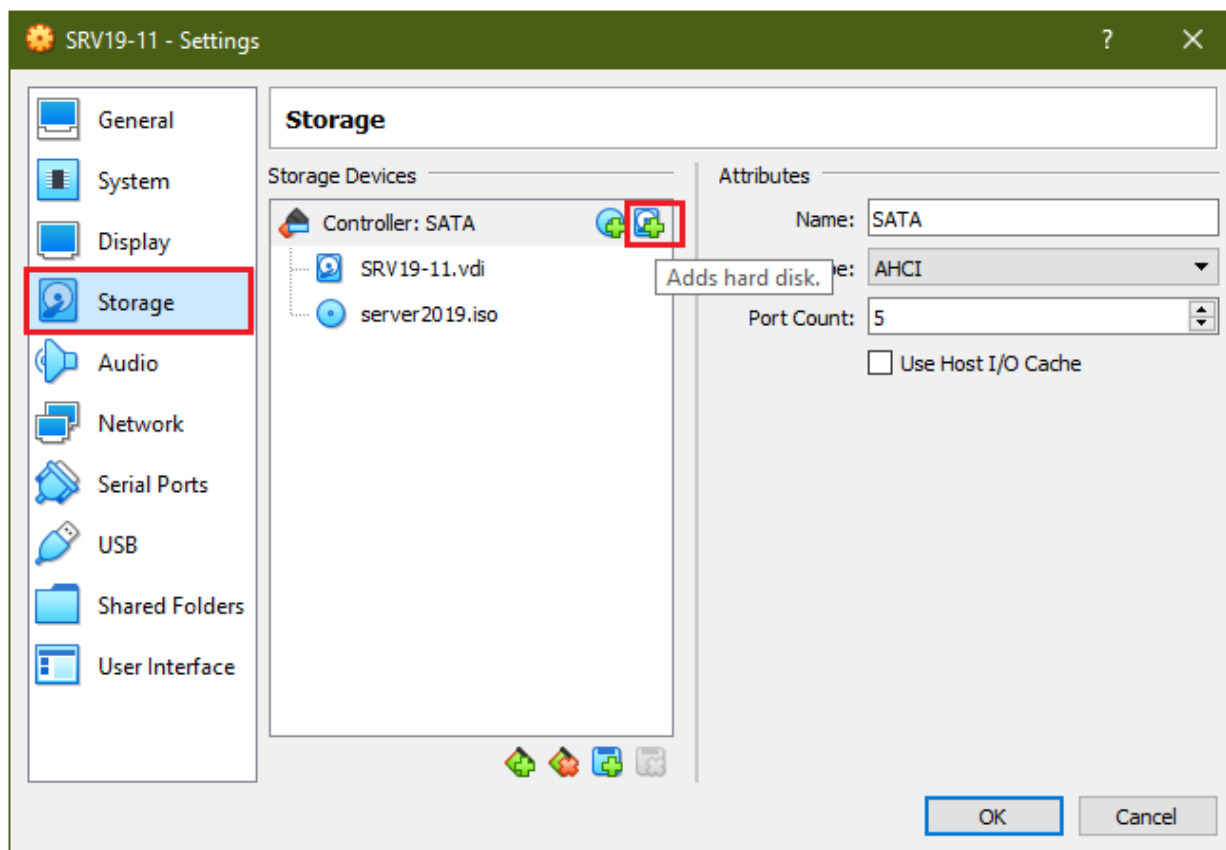 SRV19-11 - Settings
?
General
System
Display
Storage
Audio
Network
Serial Ports
USB
Shared Folders
User Interface
Storage
Storage Devices
Controller: SATA
SRV19-11.vdi
server2019.iso
Adds hard disk.
Attributes
Name: SATA
AHCI
Port Count: 5
Use Host I/O Cache
OK
Cancel